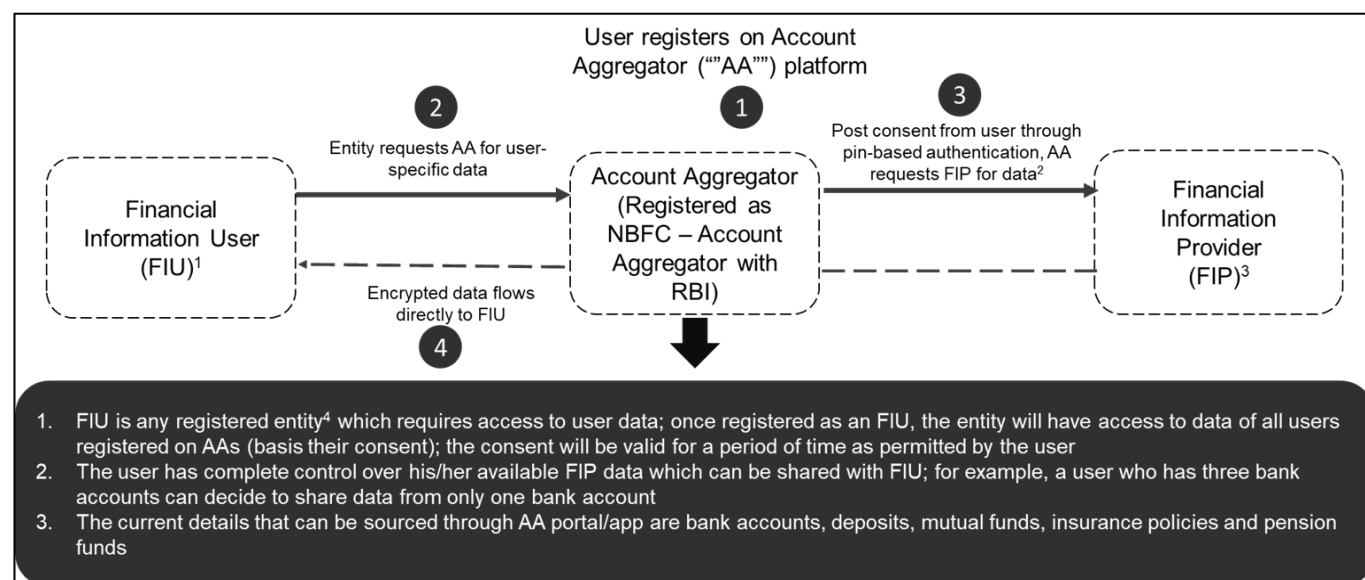 User registers on Account
Aggregator (“”AA””) platform
1
2
Entity requests AA for user-
specific data
3
Post consent from user through
pin-based authentication, AA
requests FIP for data²
Financial
Information User
(FIU)¹
Account Aggregator
(Registered as
NBFC – Account
Aggregator with
RBI)
Financial
Information
Provider
(FIP)³
Encrypted data flows
directly to FIU
4
1. FIU is any registered entity⁴ which requires access to user data; once registered as an FIU, the entity will have access to data of all users
registered on AAs (basis their consent); the consent will be valid for a period of time as permitted by the user
2. The user has complete control over his/her available FIP data which can be shared with FIU; for example, a user who has three bank
accounts can decide to share data from only one bank account
3. The current details that can be sourced through AA portal/app are bank accounts, deposits, mutual funds, insurance policies and pension
funds